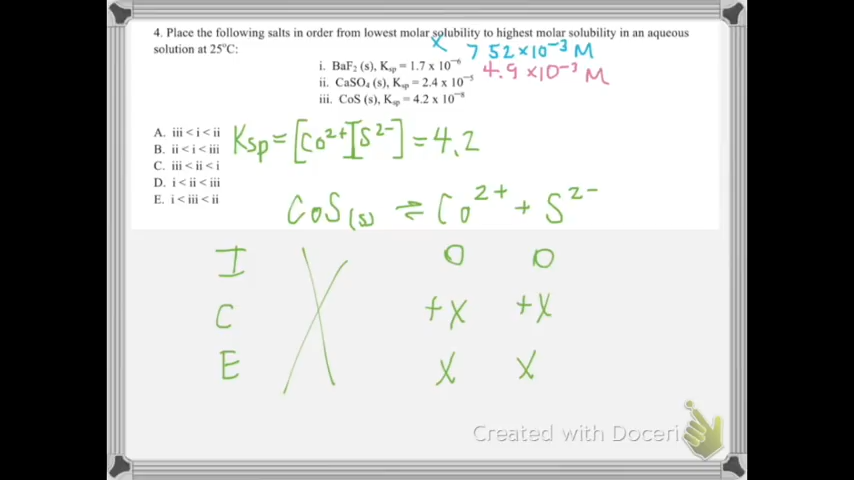 4. Place the following salts in order from lowest molar solubility to highest molar solubility in an aqueous
solution at 25°C:
x 7 52 x 10⁻³ M
i. BaF₂ (s), Kₛₚ = 1.7 x 10⁻⁶
4.9 x 10⁻³ M
ii. CaSO₄ (s), Kₛₚ = 2.4 x 10⁻⁵
iii. CoS (s), Kₛₚ = 4.2 x 10⁻⁸
A. iii < i < ii
B. ii < i < iii
C. iii < ii < i
D. i < ii < iii
E. i < iii < ii
Ksp = [Co²⁺][S²⁻] = 4.2
CoS(s) ⇌ Co²⁺ + S²⁻
I 0 0
C +x +x
E x x
Created with Doceri